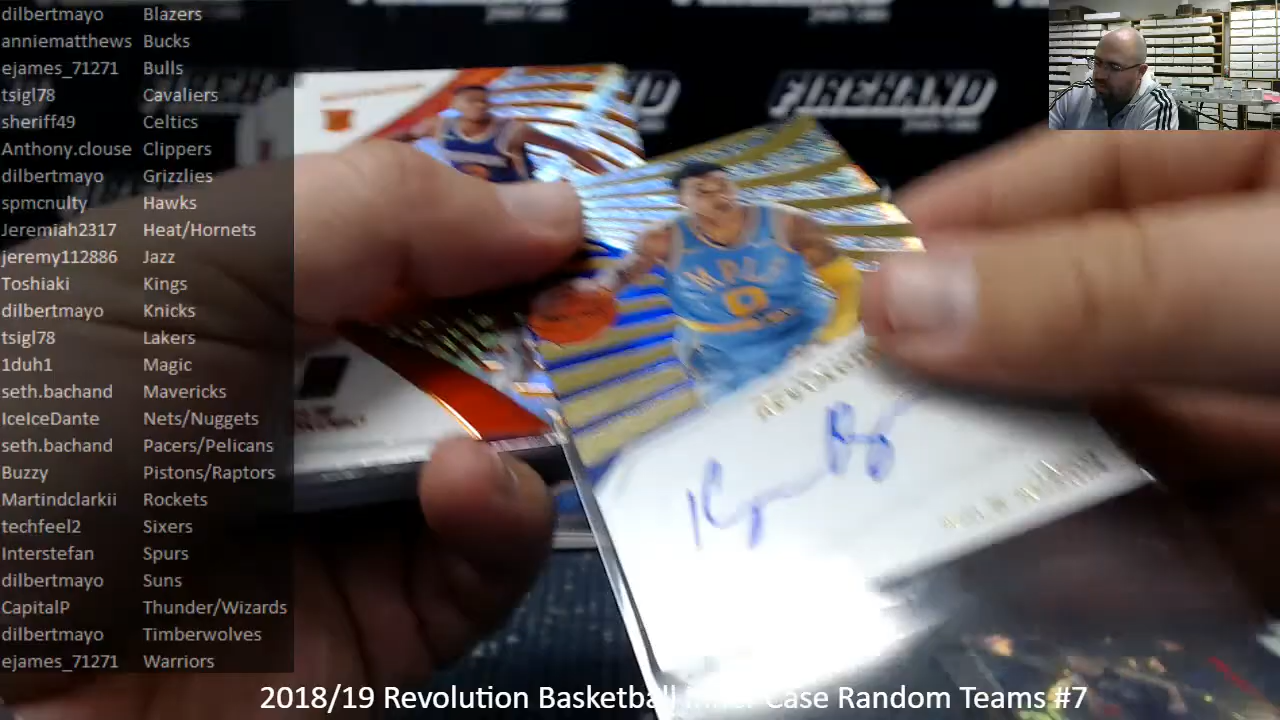 dilbertmayo Blazers
anniematthews Bucks
ejames_71271 Bulls
tsigl78 Cavaliers
sheriff49 Celtics
Anthony.clouse Clippers
dilbertmayo Grizzlies
spmcnulty Hawks
Jeremiah2317 Heat/Hornets
jeremy112886 Jazz
Toshiaki Kings
dilbertmayo Knicks
tsigl78 Lakers
1duh1 Magic
seth.bachand Mavericks
IceIceDante Nets/Nuggets
seth.bachand Pacers/Pelicans
Buzzy Pistons/Raptors
Martindclarkii Rockets
techfeel2 Sixers
Interstefan Spurs
dilbertmayo Suns
CapitalP Thunder/Wizards
dilbertmayo Timberwolves
ejames_71271 Warriors
FIREHAND
MPLS
0
2018/19 Revolution Basketball Inner Case Random Teams #7